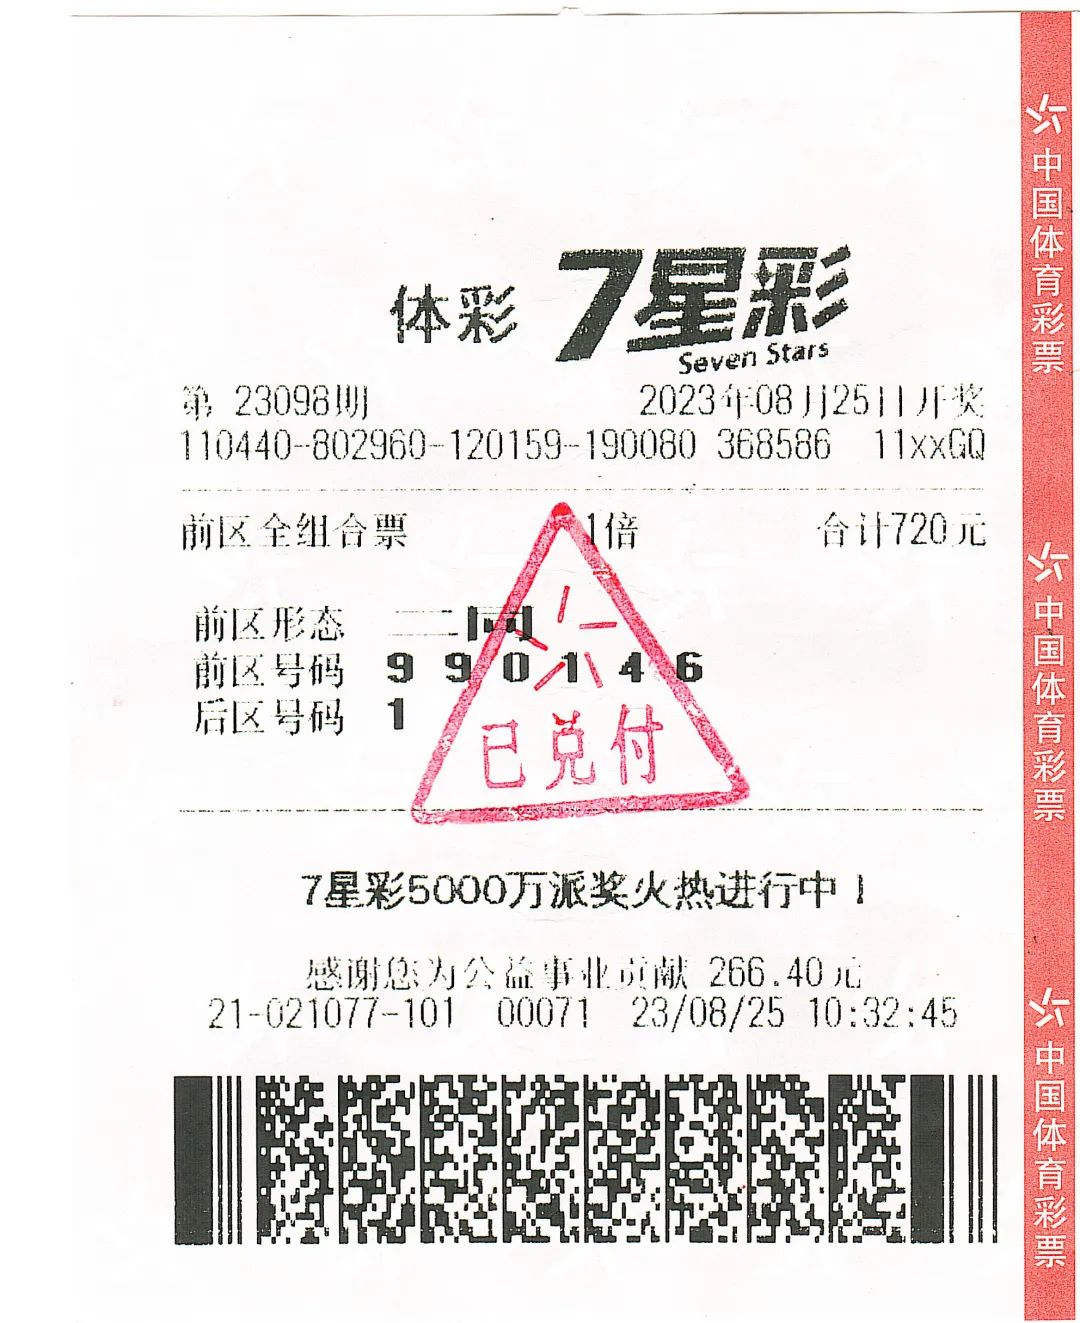 体彩 7星彩
Seven Stars
第 23098期 2023年08月25日开奖
110440-802960-120159-190080 368586 11xxGQ
前区全组合票 1倍 合计720元
前区形态 二同
前区号码 9 9 0 1 4 6
后区号码 1
已兑付
7星彩5000万派奖火热进行中!
感谢您为公益事业贡献 266.40元
21-021077-101 00071 23/08/25 10:32:45
中国体育彩票
中国体育彩票
中国体育彩票